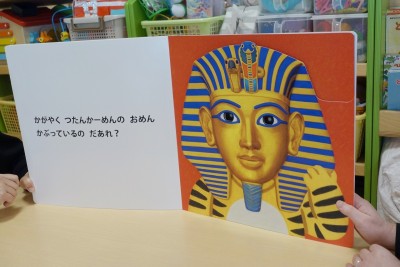 かがやく つたんかーめんの おめん
かぶっているの だあれ？